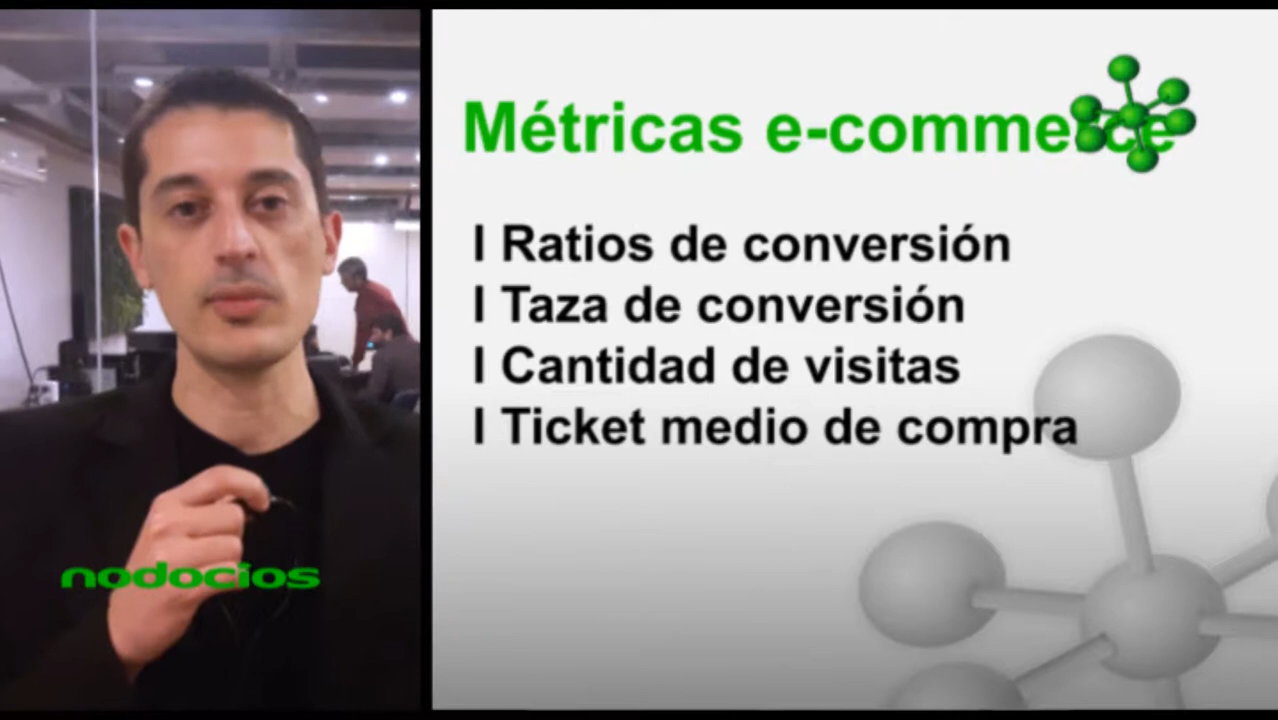 Métricas e-commerce
I Ratios de conversión
I Taza de conversión
I Cantidad de visitas
I Ticket medio de compra
nodocios